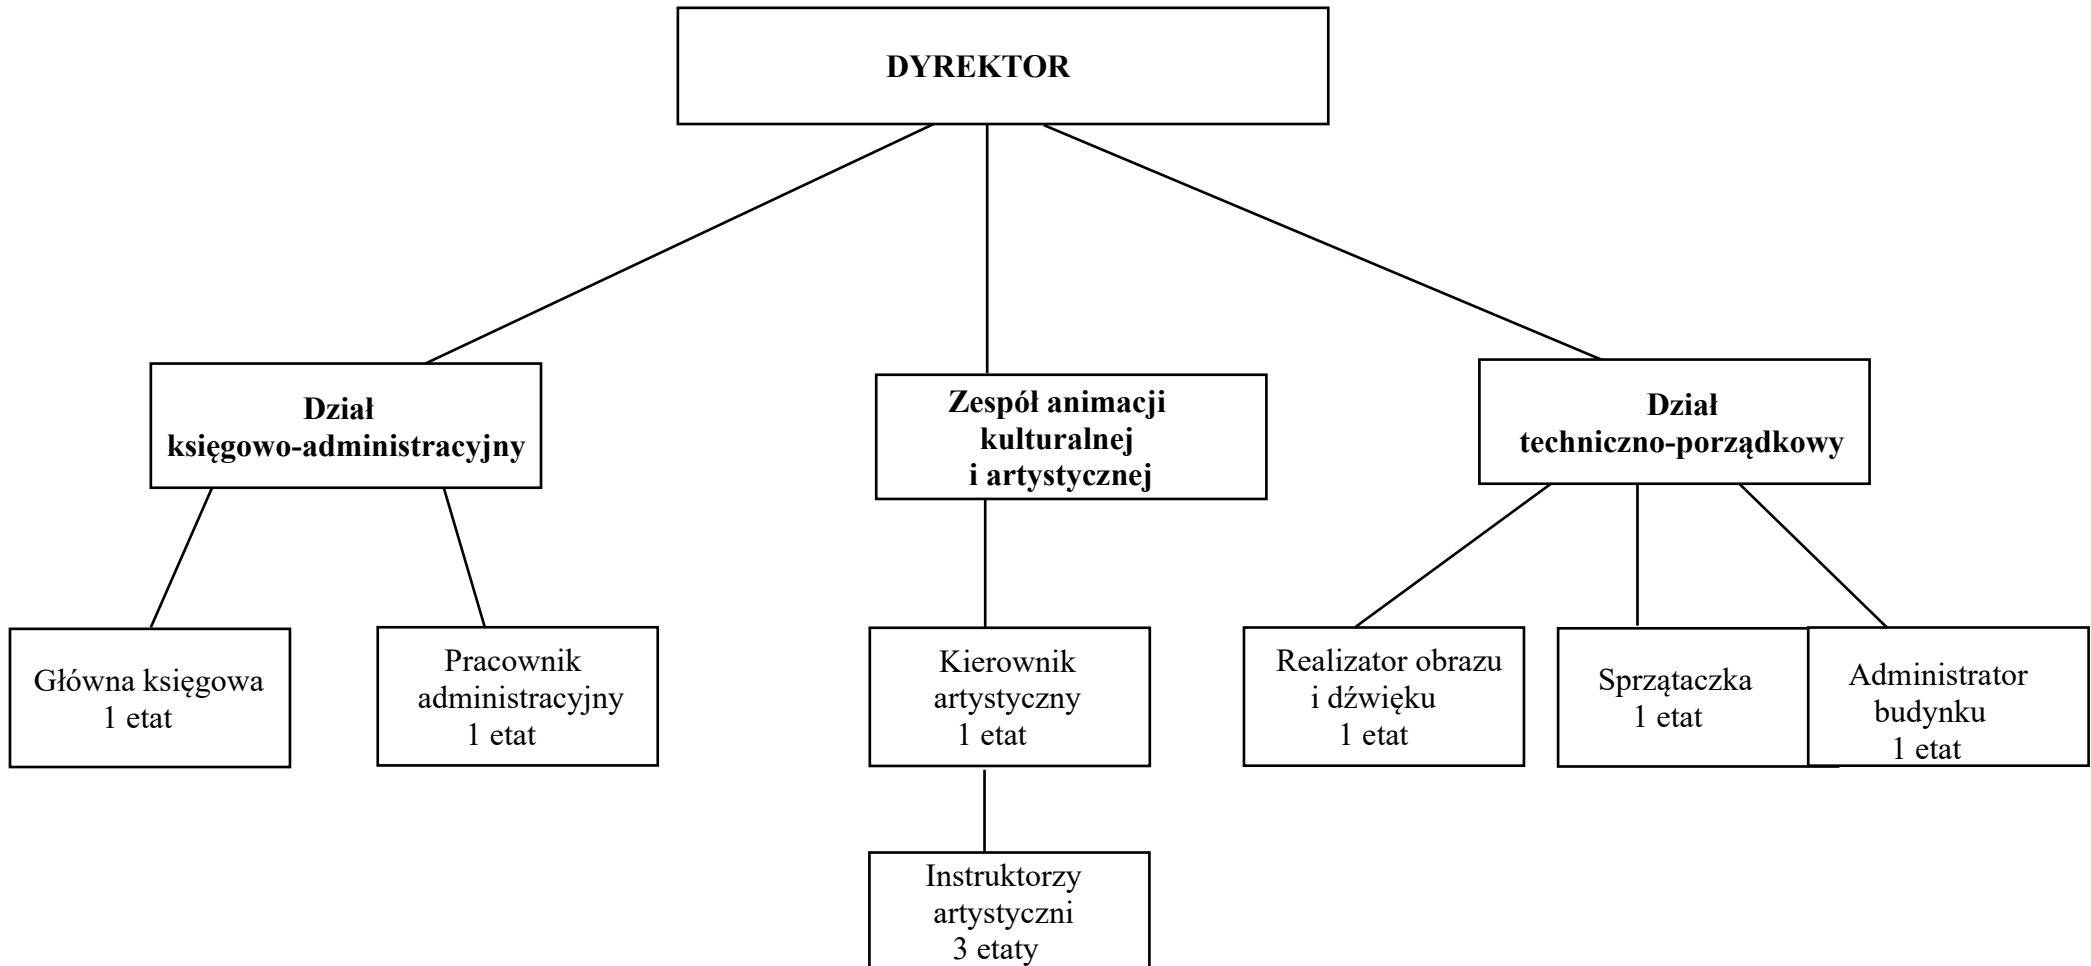 DYREKTOR
Dział
księgowo-administracyjny
Zespół animacji
kulturalnej
i artystycznej
Dział
techniczno-porządkowy
Główna księgowa
1 etat
Pracownik
administracyjny
1 etat
Kierownik
artystyczny
1 etat
Realizator obrazu
i dźwięku
1 etat
Sprzątaczka
1 etat
Administrator
budynku
1 etat
Instruktorzy
artystyczni
3 etaty